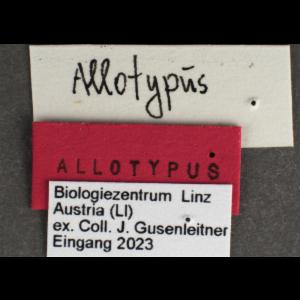 Allotypus
ALLOTYPUS
Biologiezentrum Linz
Austria (LI)
ex. Coll. J. Gusenleitner
Eingang 2023